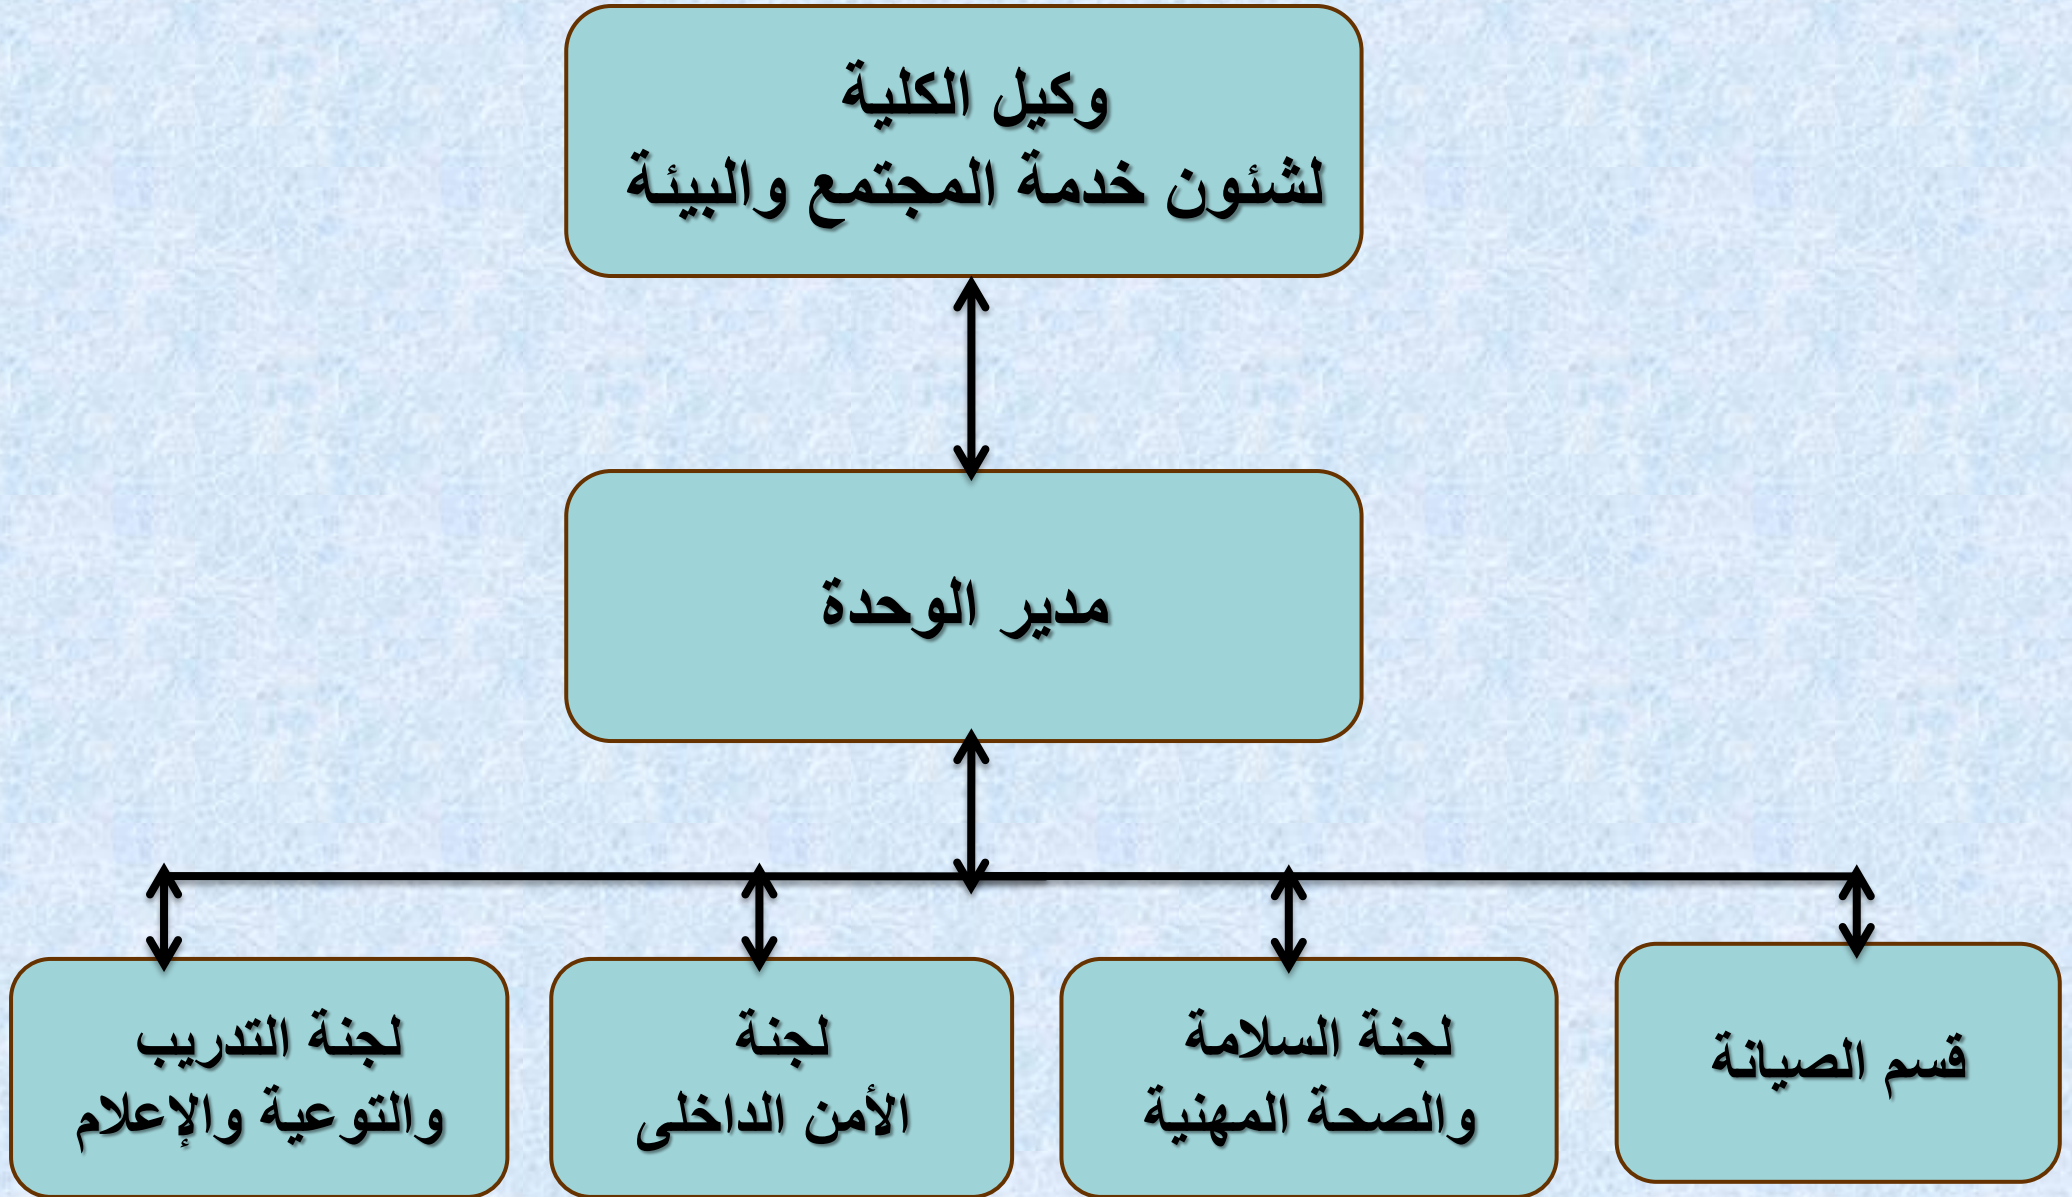 وكيل الكلية
لشئون خدمة المجتمع والبيئة
مدير الوحدة
قسم الصيانة
لجنة السلامة
والصحة المهنية
لجنة
الأمن الداخلى
لجنة التدريب
والتوعية والإعلام